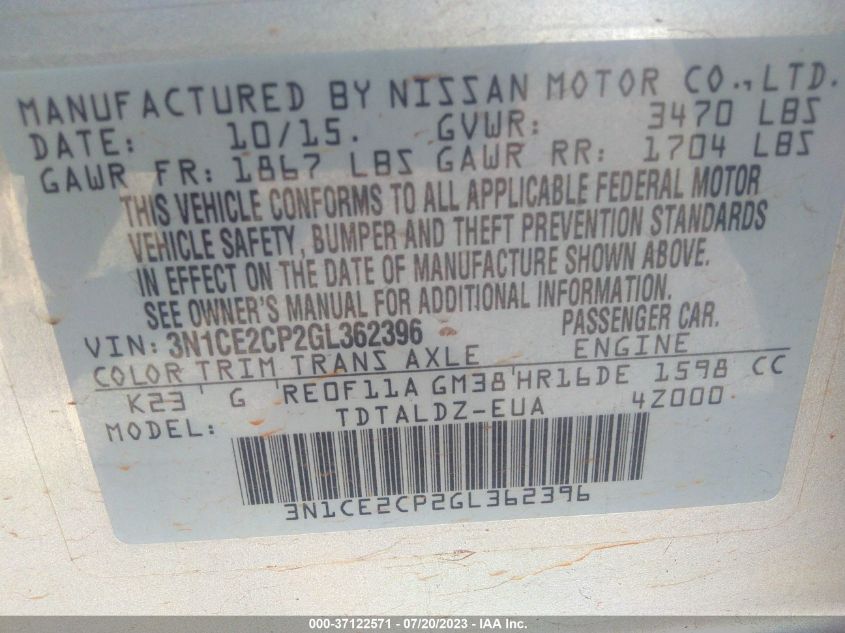 MANUFACTURED BY NISSAN MOTOR CO.,LTD.
DATE: 10/15. GVWR: 3470 LBS
GAWR FR: 1867 LBS GAWR RR: 1704 LBS
THIS VEHICLE CONFORMS TO ALL APPLICABLE FEDERAL MOTOR
VEHICLE SAFETY, BUMPER AND THEFT PREVENTION STANDARDS
IN EFFECT ON THE DATE OF MANUFACTURE SHOWN ABOVE.
SEE OWNER'S MANUAL FOR ADDITIONAL INFORMATION.
VIN: 3N1CE2CP2GL362396 PASSENGER CAR.
COLOR TRIM TRANS AXLE ENGINE
K23 ' G ' RE0F11A GM38 ' HR16DE 1598 CC
MODEL: TDTALDZ-EUA 4Z000
3N1CE2CP2GL362396
000-37122571 - 07/20/2023 - IAA Inc.